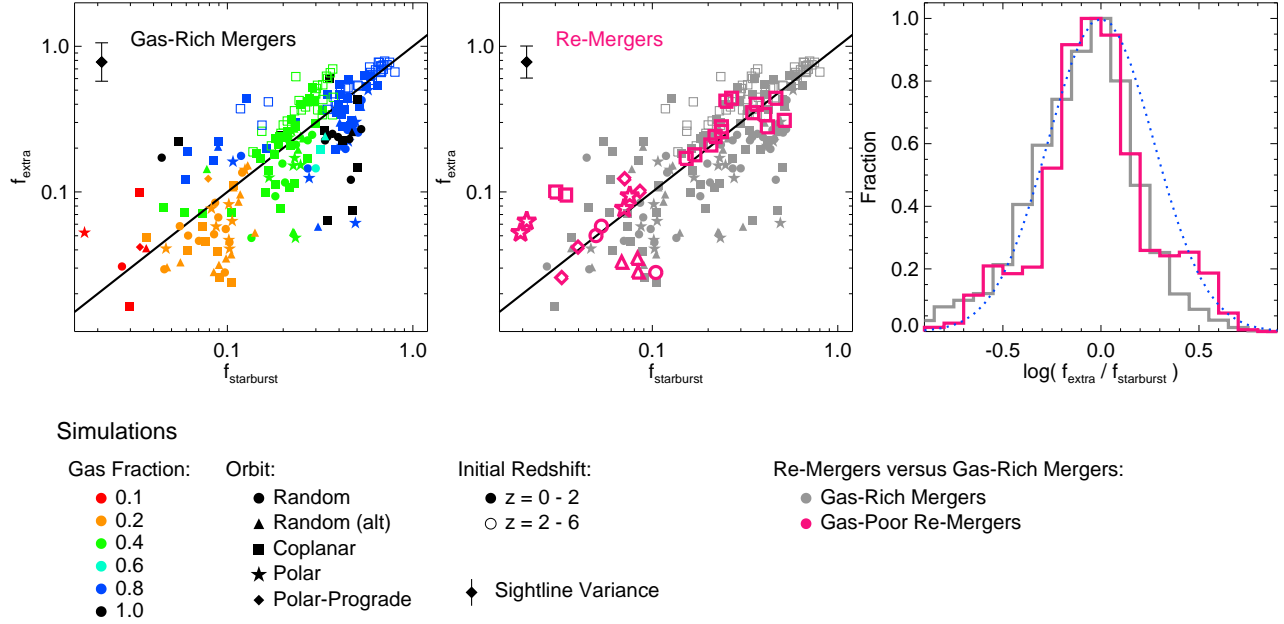 Gas-Rich Mergers
1.0
0.1
f_extra
0.1
1.0
f_starburst
Re-Mergers
1.0
0.1
f_extra
0.1
1.0
f_starburst
1.0
0.8
0.6
0.4
0.2
0.0
Fraction
-0.5
0.0
0.5
log( f_extra / f_starburst )
Simulations
Gas Fraction:
0.1
0.2
0.4
0.6
0.8
1.0
Orbit:
Random
Random (alt)
Coplanar
Polar
Polar-Prograde
Initial Redshift:
z = 0 - 2
z = 2 - 6
Sightline Variance
Re-Mergers versus Gas-Rich Mergers:
Gas-Rich Mergers
Gas-Poor Re-Mergers